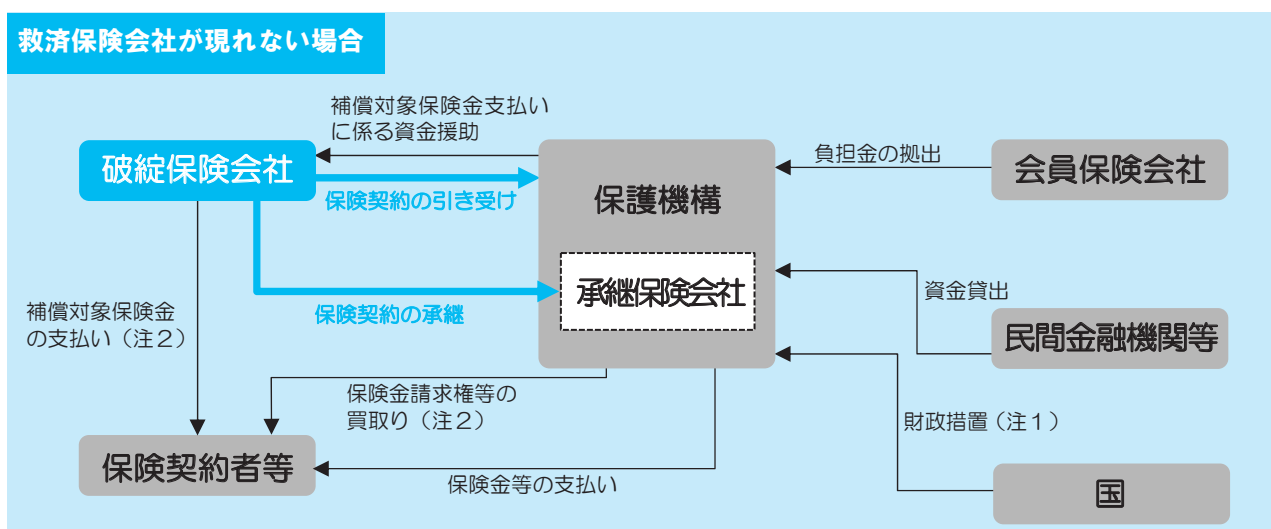 救済保険会社が現れない場合
補償対象保険金支払い
に係る資金援助
破綻保険会社
保険契約の引き受け
保護機構
負担金の拠出
会員保険会社
承継保険会社
保険契約の承継
資金貸出
民間金融機関等
補償対象保険金
の支払い（注２）
保険金請求権等の
買取り（注２）
財政措置（注１）
保険契約者等
保険金等の支払い
国